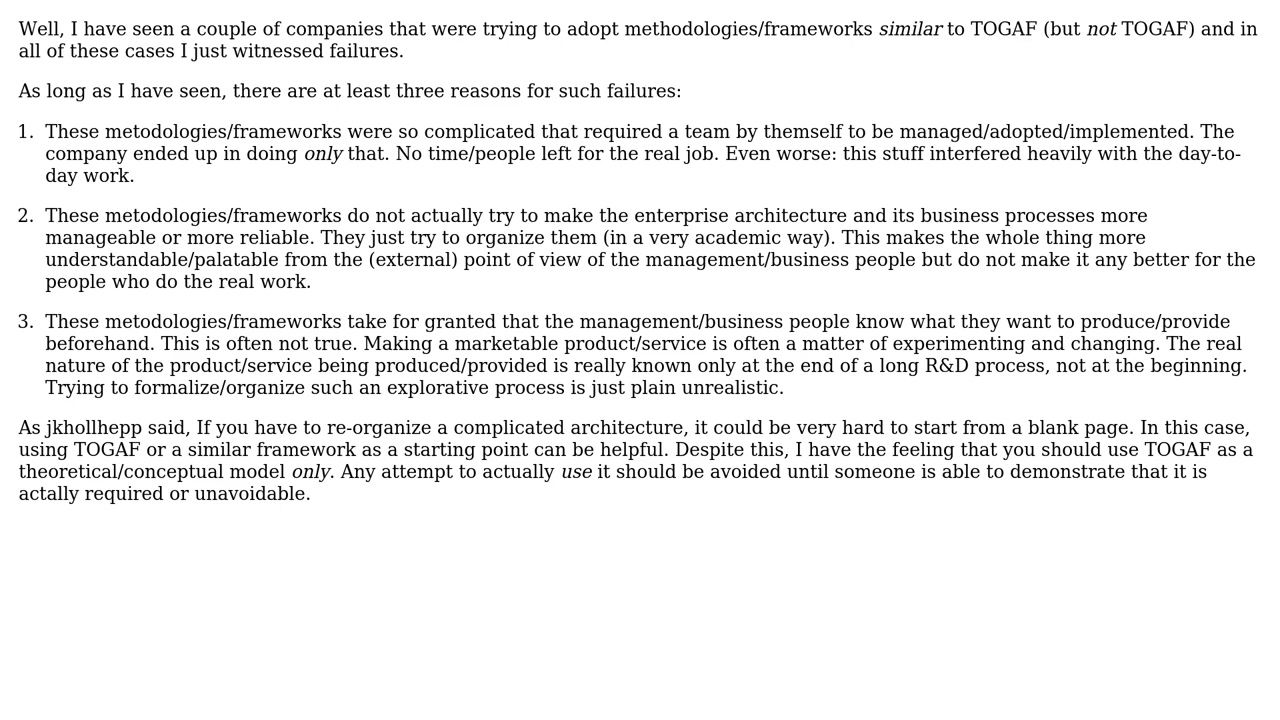 Well, I have seen a couple of companies that were trying to adopt methodologies/frameworks similar to TOGAF (but not TOGAF) and in
all of these cases I just witnessed failures.
As long as I have seen, there are at least three reasons for such failures:
1. These metodologies/frameworks were so complicated that required a team by themself to be managed/adopted/implemented. The
company ended up in doing only that. No time/people left for the real job. Even worse: this stuff interfered heavily with the day-to-
day work.
2. These metodologies/frameworks do not actually try to make the enterprise architecture and its business processes more
manageable or more reliable. They just try to organize them (in a very academic way). This makes the whole thing more
understandable/palatable from the (external) point of view of the management/business people but do not make it any better for the
people who do the real work.
3. These metodologies/frameworks take for granted that the management/business people know what they want to produce/provide
beforehand. This is often not true. Making a marketable product/service is often a matter of experimenting and changing. The real
nature of the product/service being produced/provided is really known only at the end of a long R&D process, not at the beginning.
Trying to formalize/organize such an explorative process is just plain unrealistic.
As jkhollhepp said, If you have to re-organize a complicated architecture, it could be very hard to start from a blank page. In this case,
using TOGAF or a similar framework as a starting point can be helpful. Despite this, I have the feeling that you should use TOGAF as a
theoretical/conceptual model only. Any attempt to actually use it should be avoided until someone is able to demonstrate that it is
actally required or unavoidable.